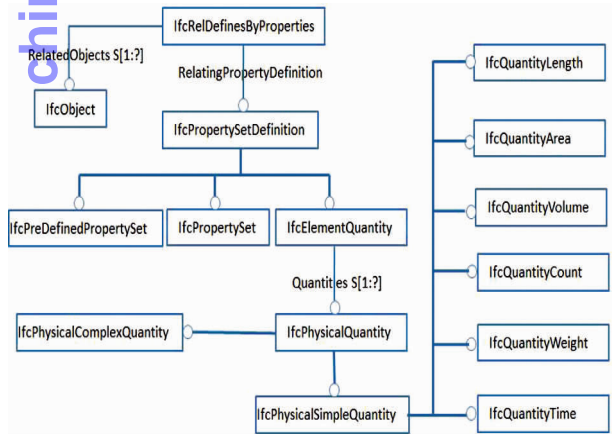 IfcRelDefinesByProperties
RelatedObjects S[1:?]
RelatingPropertyDefinition
IfcObject
IfcPropertySetDefinition
IfcPreDefinedPropertySet
IfcPropertySet
IfcElementQuantity
Quantities S[1:?]
IfcPhysicalComplexQuantity
IfcPhysicalQuantity
IfcPhysicalSimpleQuantity
IfcQuantityLength
IfcQuantityArea
IfcQuantityVolume
IfcQuantityCount
IfcQuantityWeight
IfcQuantityTime